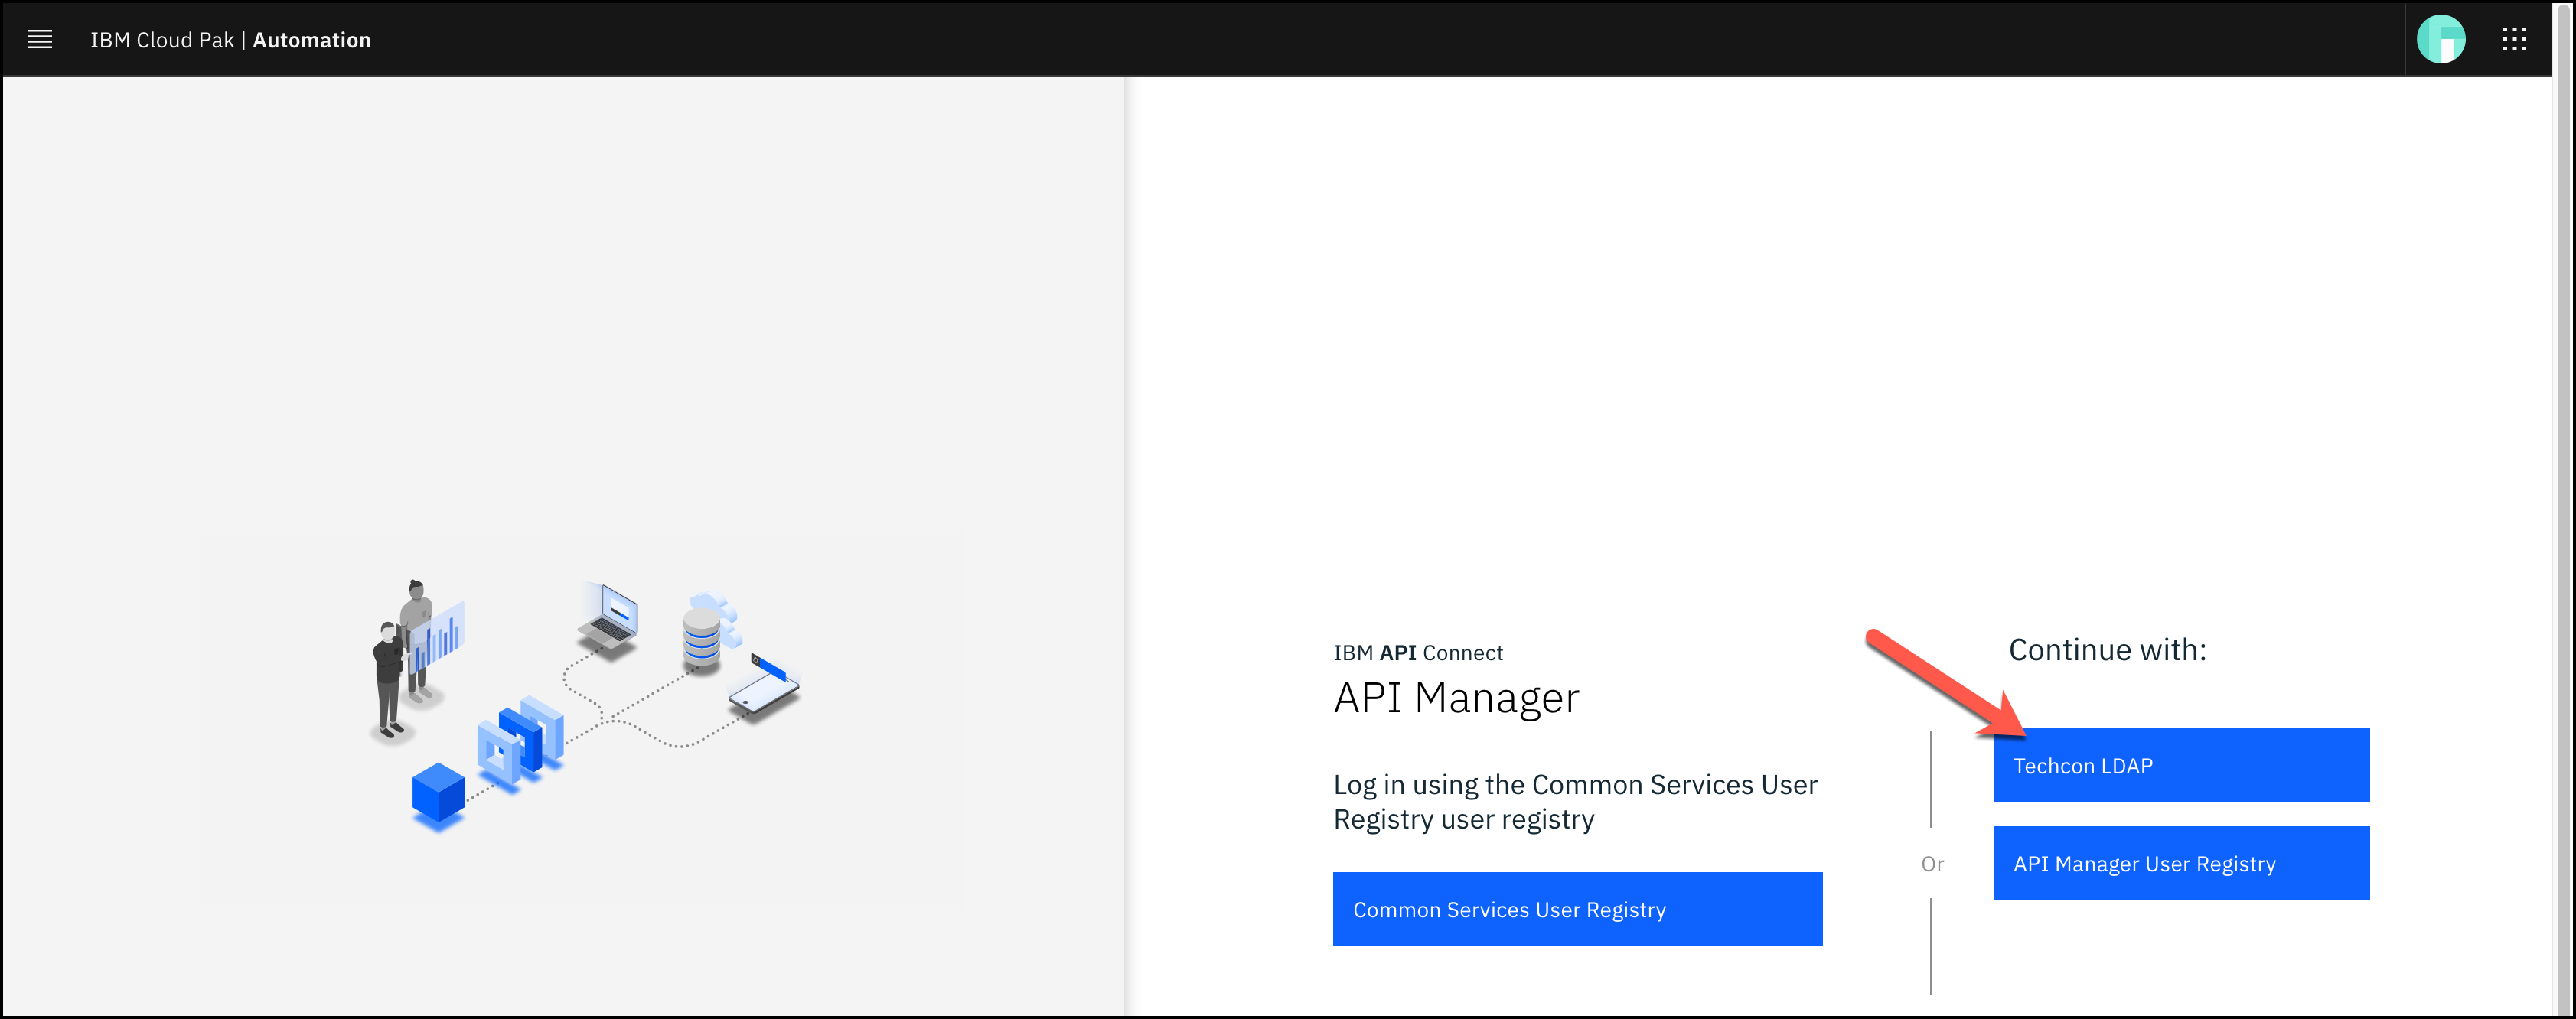 IBM Cloud Pak | Automation
IBM API Connect
API Manager
Log in using the Common Services User
Registry user registry
Common Services User Registry
Or
Continue with:
Techcon LDAP
API Manager User Registry